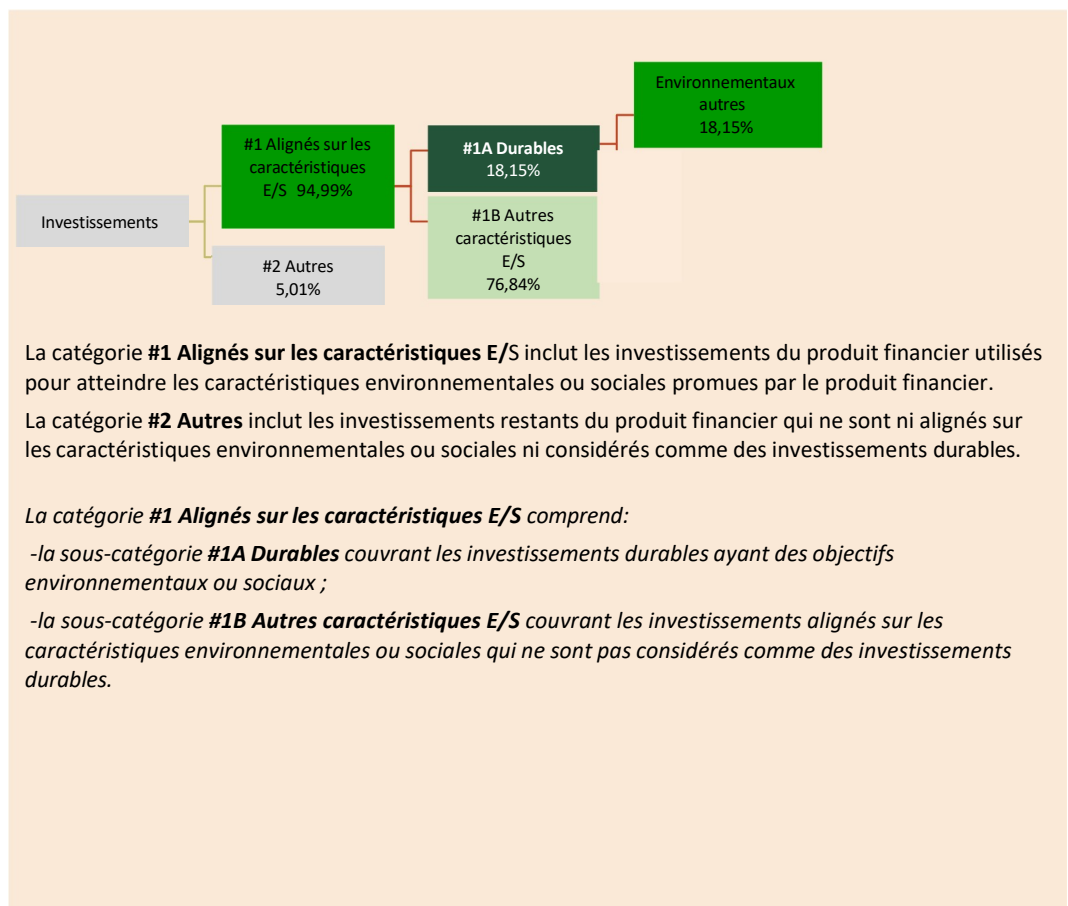 Environnementaux
autres
18,15%
#1 Alignés sur les
caractéristiques
E/S 94,99%
#1A Durables
18,15%
Investissements
#1B Autres
caractéristiques
E/S
76,84%
#2 Autres
5,01%
La catégorie #1 Alignés sur les caractéristiques E/S inclut les investissements du produit financier utilisés
pour atteindre les caractéristiques environnementales ou sociales promues par le produit financier.
La catégorie #2 Autres inclut les investissements restants du produit financier qui ne sont ni alignés sur
les caractéristiques environnementales ou sociales ni considérés comme des investissements durables.
La catégorie #1 Alignés sur les caractéristiques E/S comprend:
-la sous-catégorie #1A Durables couvrant les investissements durables ayant des objectifs
environnementaux ou sociaux ;
-la sous-catégorie #1B Autres caractéristiques E/S couvrant les investissements alignés sur les
caractéristiques environnementales ou sociales qui ne sont pas considérés comme des investissements
durables.